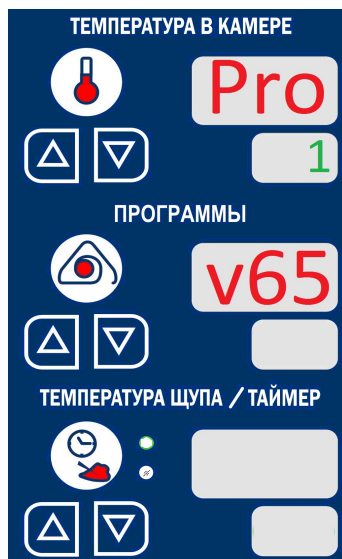 ТЕМПЕРАТУРА В КАМЕРЕ
Pro
1
ПРОГРАММЫ
v65
ТЕМПЕРАТУРА ЩУПА / ТАЙМЕР